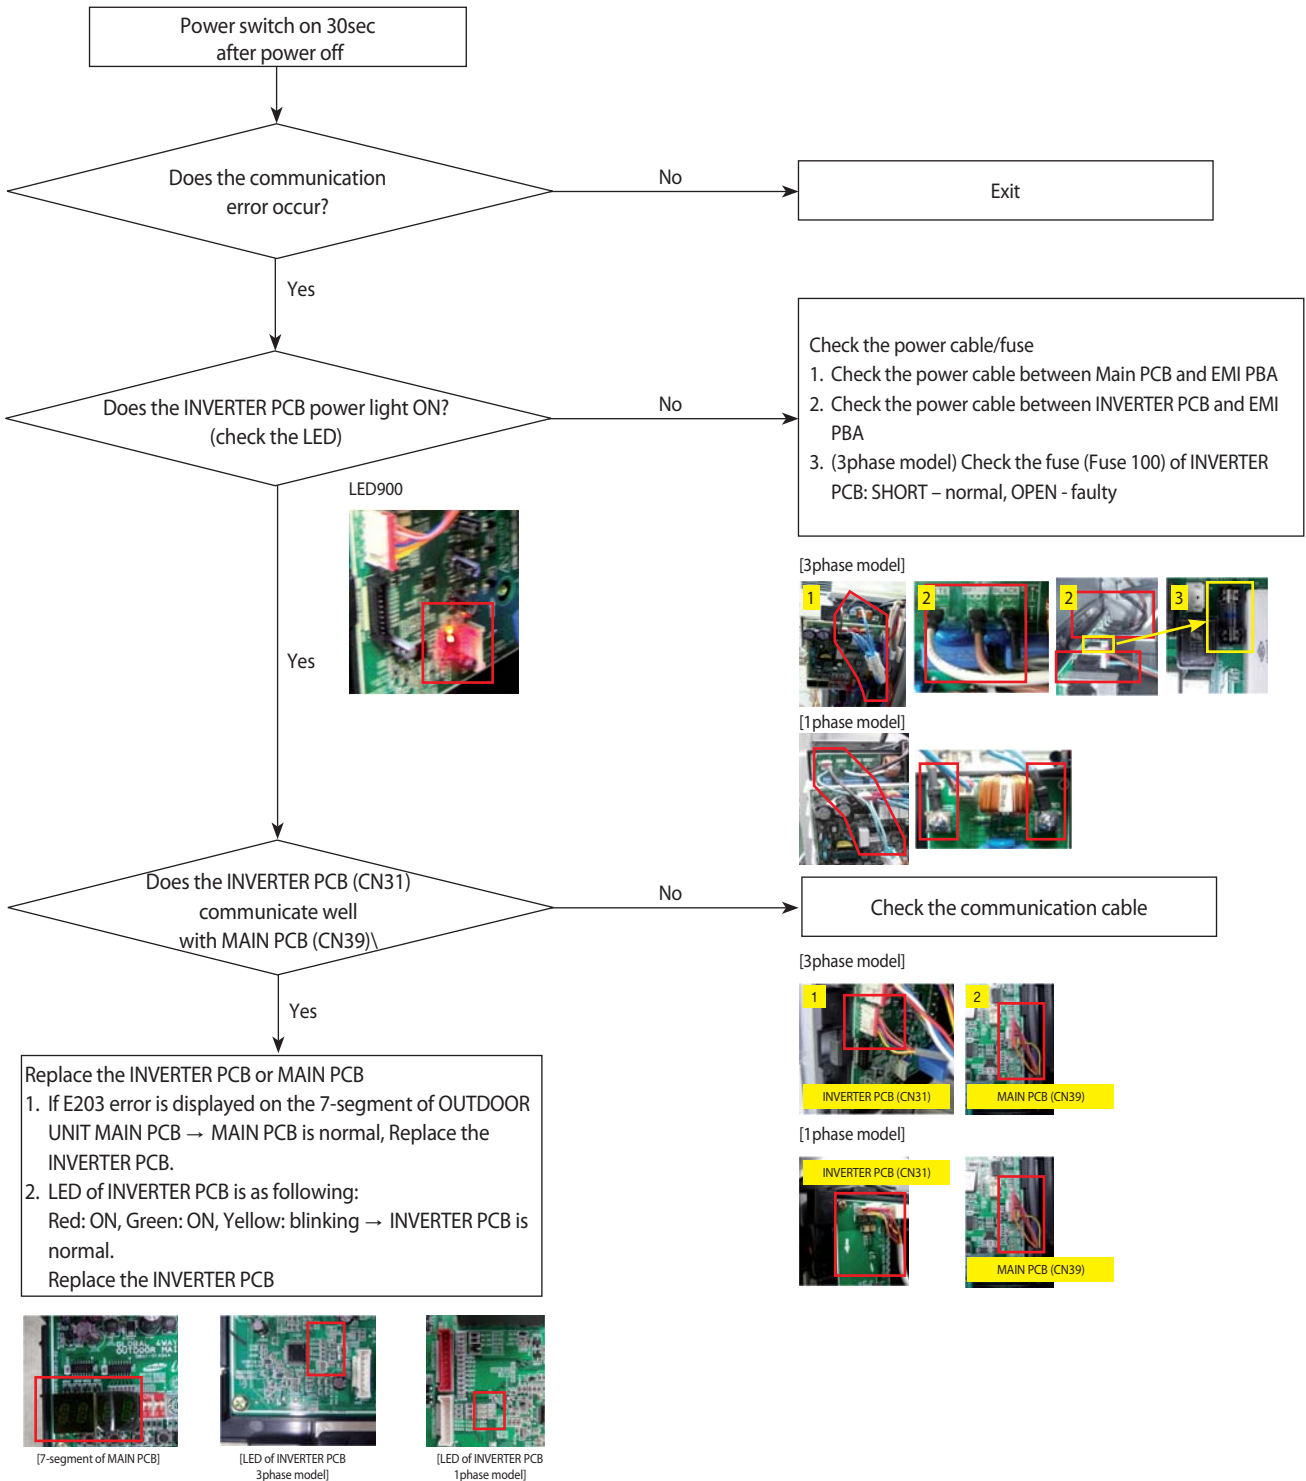 Power switch on 30sec
after power off
Does the communication
error occur?
No
Exit
Yes
Does the INVERTER PCB power light ON?
(check the LED)
No
Check the power cable/fuse
1. Check the power cable between Main PCB and EMI PBA
2. Check the power cable between INVERTER PCB and EMI
PBA
3. (3phase model) Check the fuse (Fuse 100) of INVERTER
PCB: SHORT – normal, OPEN - faulty
LED900
Yes
[3phase model]
1
2
2
3
[1phase model]
Does the INVERTER PCB (CN31)
communicate well
with MAIN PCB (CN39)\
No
Check the communication cable
[3phase model]
1
2
INVERTER PCB (CN31)
MAIN PCB (CN39)
[1phase model]
INVERTER PCB (CN31)
MAIN PCB (CN39)
Yes
Replace the INVERTER PCB or MAIN PCB
1. If E203 error is displayed on the 7-segment of OUTDOOR
UNIT MAIN PCB → MAIN PCB is normal, Replace the
INVERTER PCB.
2. LED of INVERTER PCB is as following:
Red: ON, Green: ON, Yellow: blinking → INVERTER PCB is
normal.
Replace the INVERTER PCB
GLOBAL 4WAY
OUTDOOR MAI
[7-segment of MAIN PCB]
[LED of INVERTER PCB
3phase model]
[LED of INVERTER PCB
1phase model]